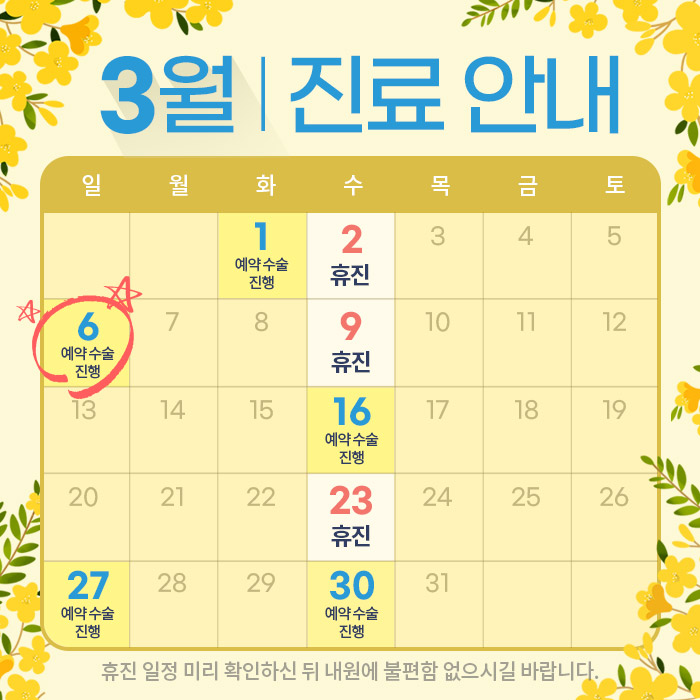 3월 | 진료 안내
일 월 화 수 목 금 토
1 2 3 4 5
예약 수술 휴진
진행
6 7 8 9 10 11 12
예약 수술 휴진
진행
13 14 15 16 17 18 19
예약 수술
진행
20 21 22 23 24 25 26
휴진
27 28 29 30 31
예약 수술 예약 수술
진행 진행
휴진 일정 미리 확인하신 뒤 내원에 불편함 없으시길 바랍니다.